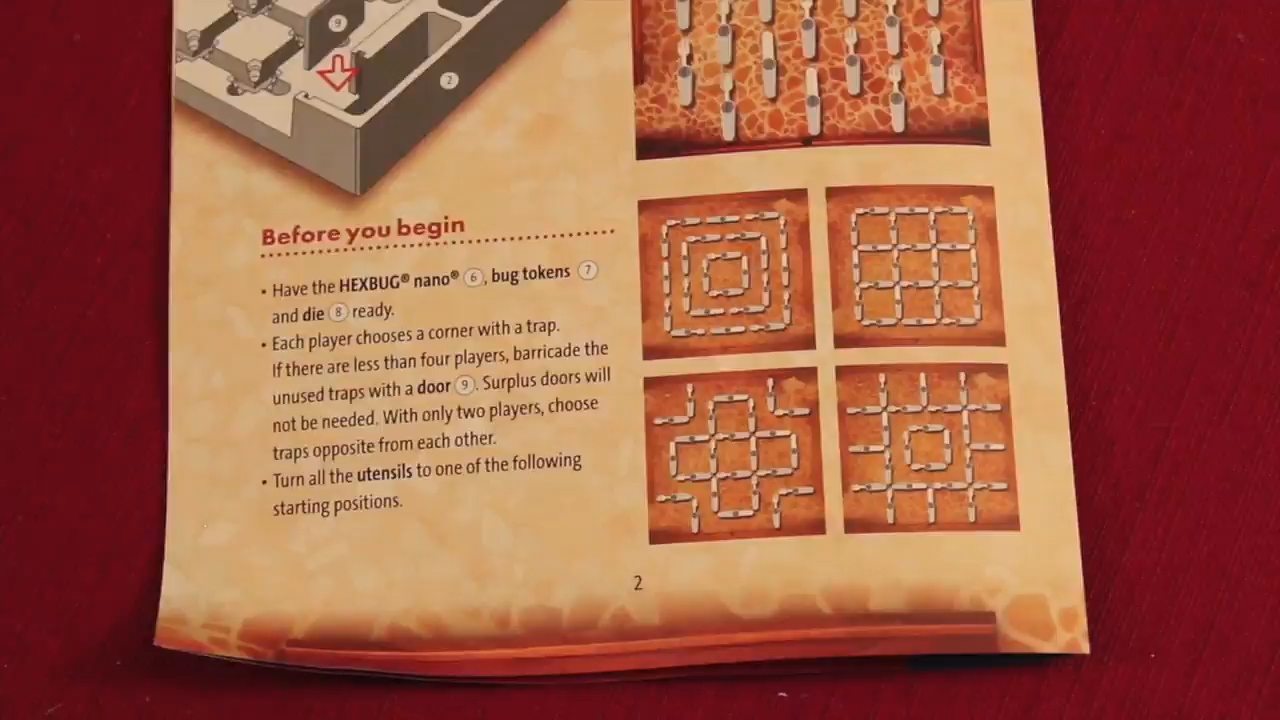 9
2
Before you begin
• Have the HEXBUG® nano® 6, bug tokens 7
and die 8 ready.
• Each player chooses a corner with a trap.
If there are less than four players, barricade the
unused traps with a door 9. Surplus doors will
not be needed. With only two players, choose
traps opposite from each other.
• Turn all the utensils to one of the following
starting positions.
2